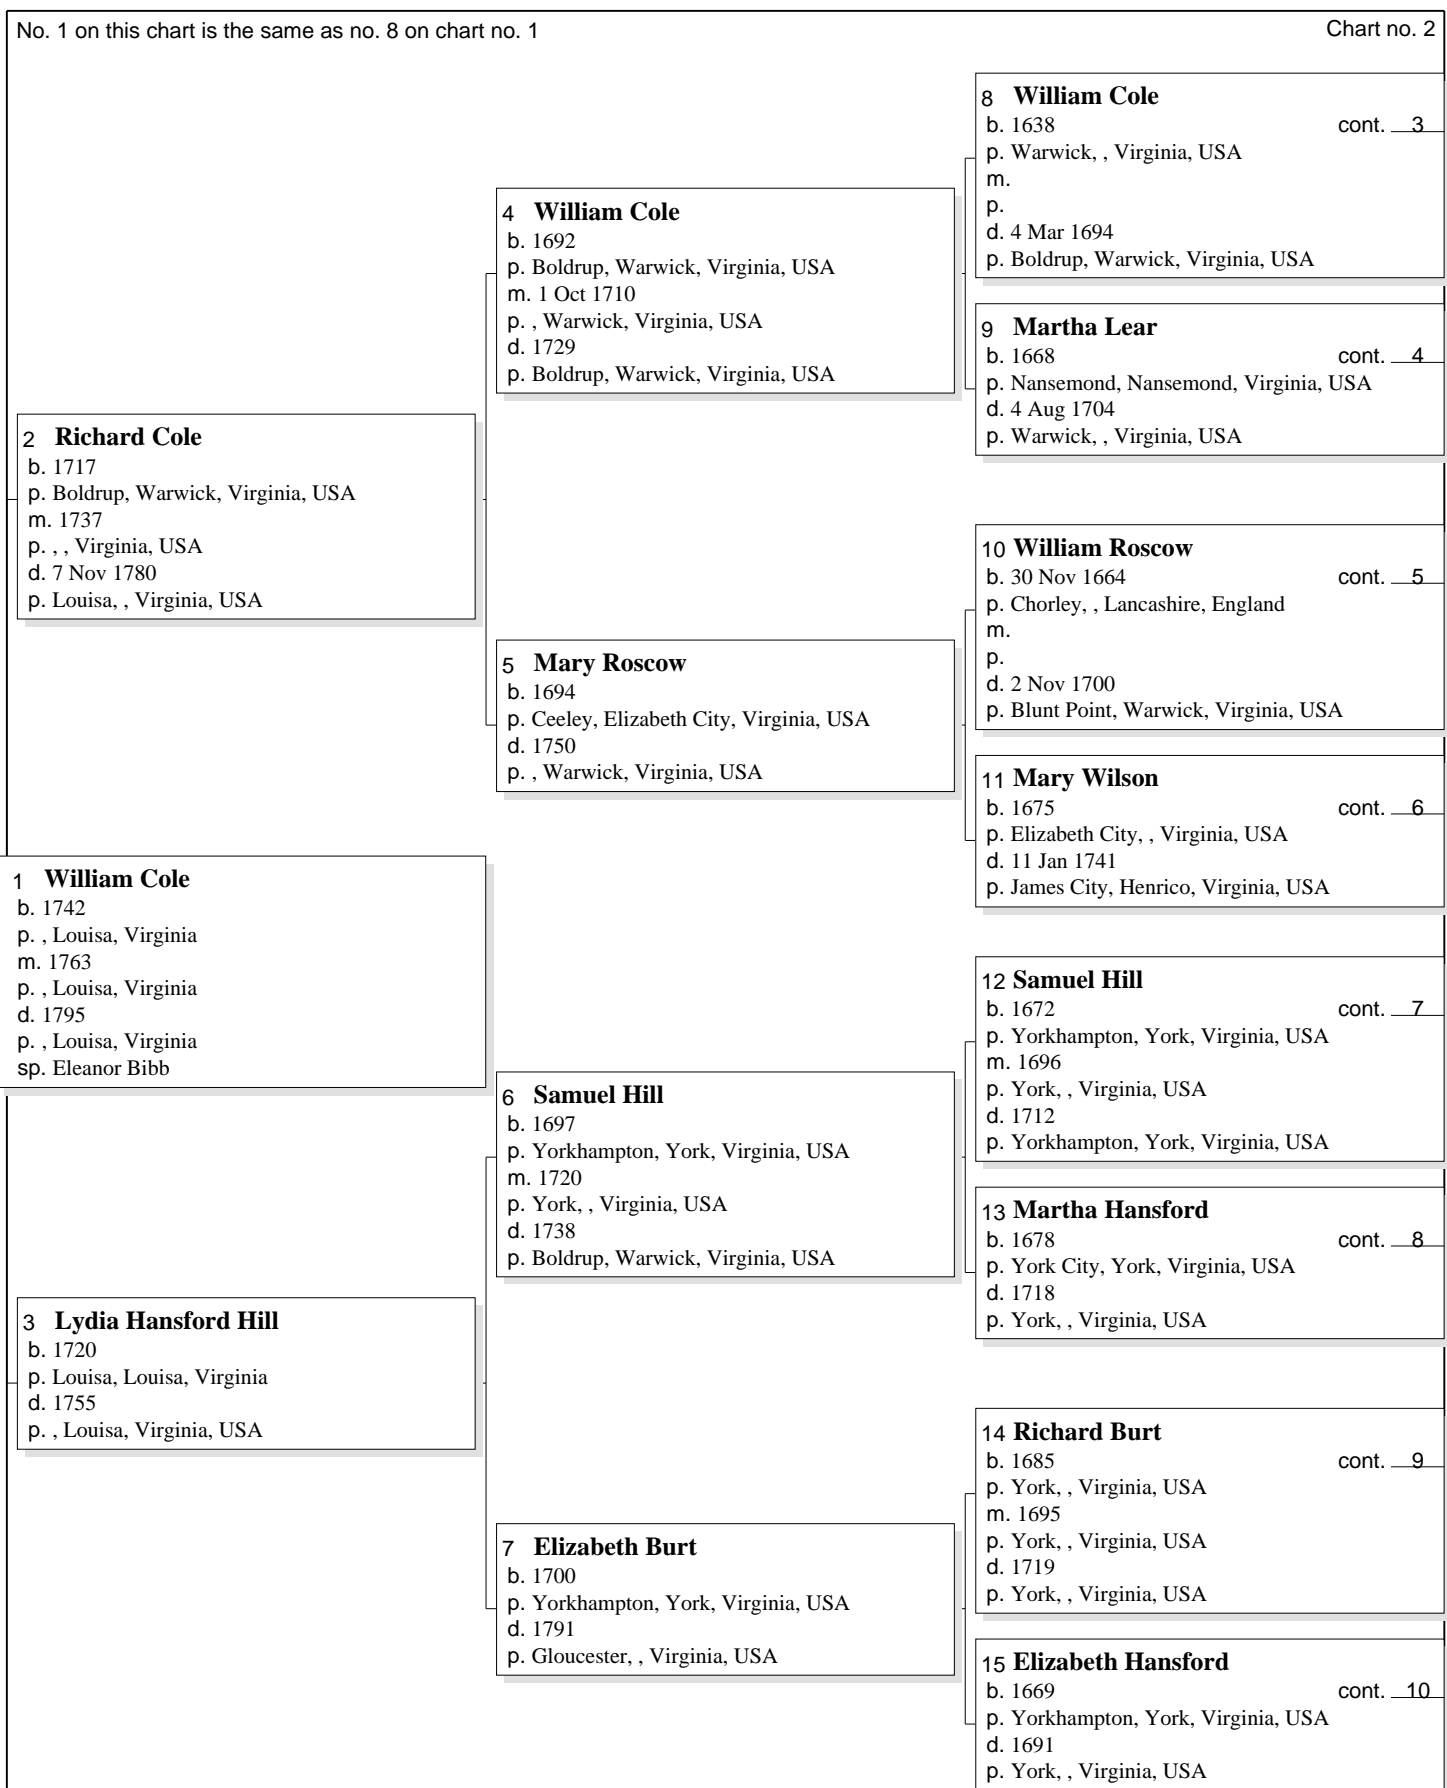 No. 1 on this chart is the same as no. 8 on chart no. 1
Chart no. 2
8 William Cole
b. 1638 cont. 3
p. Warwick, , Virginia, USA
m.
p.
d. 4 Mar 1694
p. Boldrup, Warwick, Virginia, USA
4 William Cole
b. 1692
p. Boldrup, Warwick, Virginia, USA
m. 1 Oct 1710
p. , Warwick, Virginia, USA
d. 1729
p. Boldrup, Warwick, Virginia, USA
9 Martha Lear
b. 1668 cont. 4
p. Nansemond, Nansemond, Virginia, USA
d. 4 Aug 1704
p. Warwick, , Virginia, USA
2 Richard Cole
b. 1717
p. Boldrup, Warwick, Virginia, USA
m. 1737
p. , , Virginia, USA
d. 7 Nov 1780
p. Louisa, , Virginia, USA
10 William Roscow
b. 30 Nov 1664 cont. 5
p. Chorley, , Lancashire, England
m.
p.
d. 2 Nov 1700
p. Blunt Point, Warwick, Virginia, USA
5 Mary Roscow
b. 1694
p. Ceeley, Elizabeth City, Virginia, USA
d. 1750
p. , Warwick, Virginia, USA
11 Mary Wilson
b. 1675 cont. 6
p. Elizabeth City, , Virginia, USA
d. 11 Jan 1741
p. James City, Henrico, Virginia, USA
1 William Cole
b. 1742
p. , Louisa, Virginia
m. 1763
p. , Louisa, Virginia
d. 1795
p. , Louisa, Virginia
sp. Eleanor Bibb
12 Samuel Hill
b. 1672 cont. 7
p. Yorkhampton, York, Virginia, USA
m. 1696
p. York, , Virginia, USA
d. 1712
p. Yorkhampton, York, Virginia, USA
6 Samuel Hill
b. 1697
p. Yorkhampton, York, Virginia, USA
m. 1720
p. York, , Virginia, USA
d. 1738
p. Boldrup, Warwick, Virginia, USA
13 Martha Hansford
b. 1678 cont. 8
p. York City, York, Virginia, USA
d. 1718
p. York, , Virginia, USA
3 Lydia Hansford Hill
b. 1720
p. Louisa, Louisa, Virginia
d. 1755
p. , Louisa, Virginia, USA
14 Richard Burt
b. 1685 cont. 9
p. York, , Virginia, USA
m. 1695
p. York, , Virginia, USA
d. 1719
p. York, , Virginia, USA
7 Elizabeth Burt
b. 1700
p. Yorkhampton, York, Virginia, USA
d. 1791
p. Gloucester, , Virginia, USA
15 Elizabeth Hansford
b. 1669 cont. 10
p. Yorkhampton, York, Virginia, USA
d. 1691
p. York, , Virginia, USA